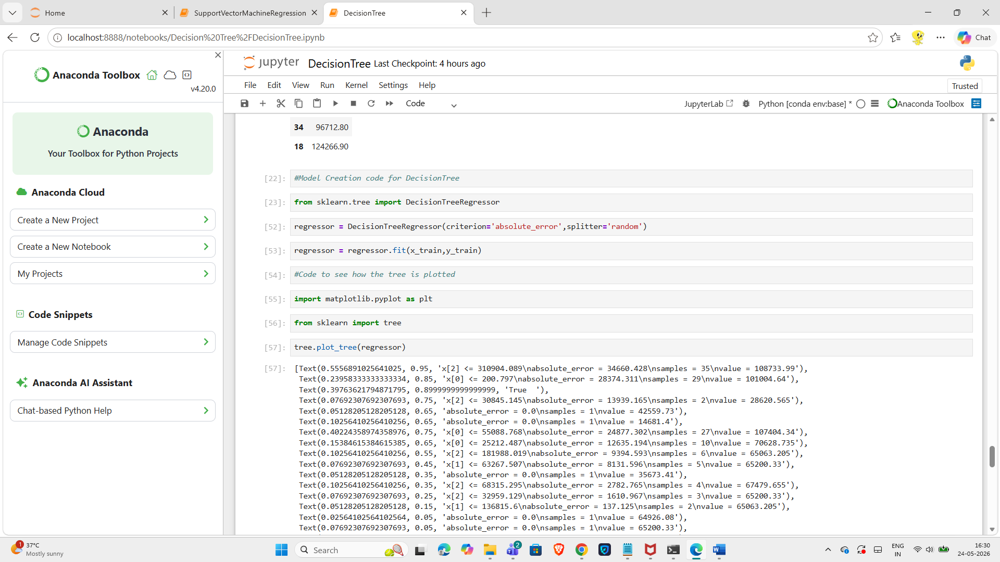 Home
SupportVectorMachineRegression
DecisionTree
localhost:8888/notebooks/Decision%20Tree%2FDecisionTree.ipynb
Chat
Anaconda Toolbox
v4.20.0
Anaconda
Your Toolbox for Python Projects
Anaconda Cloud
Create a New Project
Create a New Notebook
My Projects
Code Snippets
Manage Code Snippets
Anaconda AI Assistant
Chat-based Python Help
jupyter DecisionTree Last Checkpoint: 4 hours ago
File Edit View Run Kernel Settings Help
Trusted
Code
JupyterLab Python [conda env:base] * Anaconda Toolbox
34 96712.80
18 124266.90
[22]: #Model Creation code for DecisionTree
[23]: from sklearn.tree import DecisionTreeRegressor
[52]: regressor = DecisionTreeRegressor(criterion='absolute_error',splitter='random')
[53]: regressor = regressor.fit(x_train,y_train)
[54]: #Code to see how the tree is plotted
[55]: import matplotlib.pyplot as plt
[56]: from sklearn import tree
[57]: tree.plot_tree(regressor)
[57]: [Text(0.5556891025641025, 0.95, 'x[2] <= 310904.089\nabsolute_error = 34660.428\nsamples = 35\nvalue = 108733.99'),
Text(0.23958333333333334, 0.85, 'x[0] <= 200.797\nabsolute_error = 28374.311\nsamples = 29\nvalue = 101004.64'),
Text(0.39763621794871795, 0.8999999999999999, 'True  '),
Text(0.07692307692307693, 0.75, 'x[2] <= 30845.145\nabsolute_error = 13939.165\nsamples = 2\nvalue = 28620.565'),
Text(0.05128205128205128, 0.65, 'absolute_error = 0.0\nsamples = 1\nvalue = 42559.73'),
Text(0.10256410256410256, 0.65, 'absolute_error = 0.0\nsamples = 1\nvalue = 14681.4'),
Text(0.40224358974358976, 0.75, 'x[0] <= 55088.768\nabsolute_error = 24877.302\nsamples = 27\nvalue = 107404.34'),
Text(0.15384615384615385, 0.65, 'x[0] <= 25212.487\nabsolute_error = 12635.194\nsamples = 10\nvalue = 70628.735'),
Text(0.10256410256410256, 0.55, 'x[2] <= 181988.019\nabsolute_error = 9394.593\nsamples = 6\nvalue = 65063.205'),
Text(0.07692307692307693, 0.45, 'x[1] <= 63267.507\nabsolute_error = 8131.596\nsamples = 5\nvalue = 65200.33'),
Text(0.05128205128205128, 0.35, 'absolute_error = 0.0\nsamples = 1\nvalue = 35673.41'),
Text(0.10256410256410256, 0.35, 'x[2] <= 68315.295\nabsolute_error = 2782.765\nsamples = 4\nvalue = 67479.655'),
Text(0.07692307692307693, 0.25, 'x[2] <= 32959.129\nabsolute_error = 1610.967\nsamples = 3\nvalue = 65200.33'),
Text(0.05128205128205128, 0.15, 'x[1] <= 136815.6\nabsolute_error = 137.125\nsamples = 2\nvalue = 65063.205'),
Text(0.02564102564102564, 0.05, 'absolute_error = 0.0\nsamples = 1\nvalue = 64926.08'),
Text(0.07692307692307693, 0.05, 'absolute_error = 0.0\nsamples = 1\nvalue = 65200.33'),
1
37°C
Mostly sunny
Search
2
ENG
IN
16:30
24-05-2026